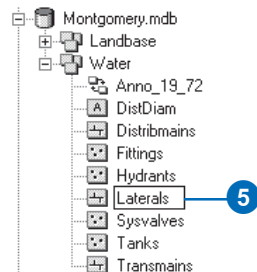 Montgomery.mdb
Landbase
Water
Anno_19_72
A DistDiam
Distribmains
Fittings
Hydrants
Laterals 5
Sysvalves
Tanks
Transmains